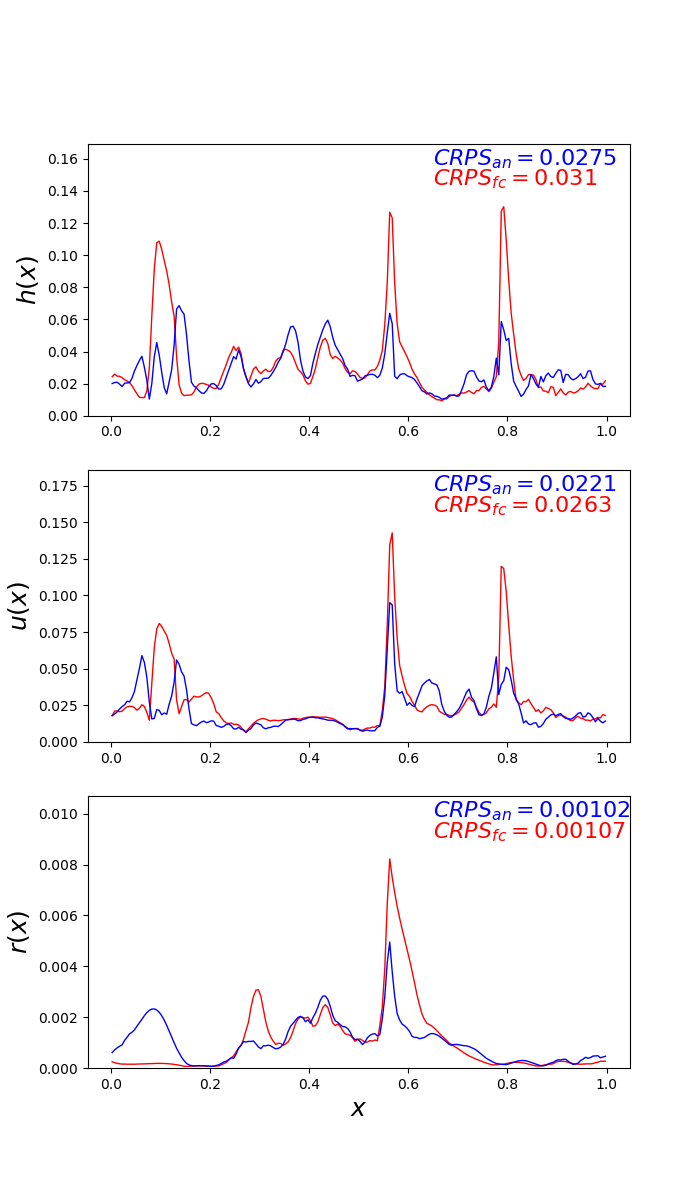 0.16
0.14
0.12
0.10
0.08
0.06
0.04
0.02
0.00
h(x)
CRPS_an = 0.0275
CRPS_fc = 0.031
0.0 0.2 0.4 0.6 0.8 1.0
0.175
0.150
0.125
0.100
0.075
0.050
0.025
0.000
u(x)
CRPS_an = 0.0221
CRPS_fc = 0.0263
0.0 0.2 0.4 0.6 0.8 1.0
0.010
0.008
0.006
0.004
0.002
0.000
r(x)
CRPS_an = 0.00102
CRPS_fc = 0.00107
0.0 0.2 0.4 0.6 0.8 1.0
x